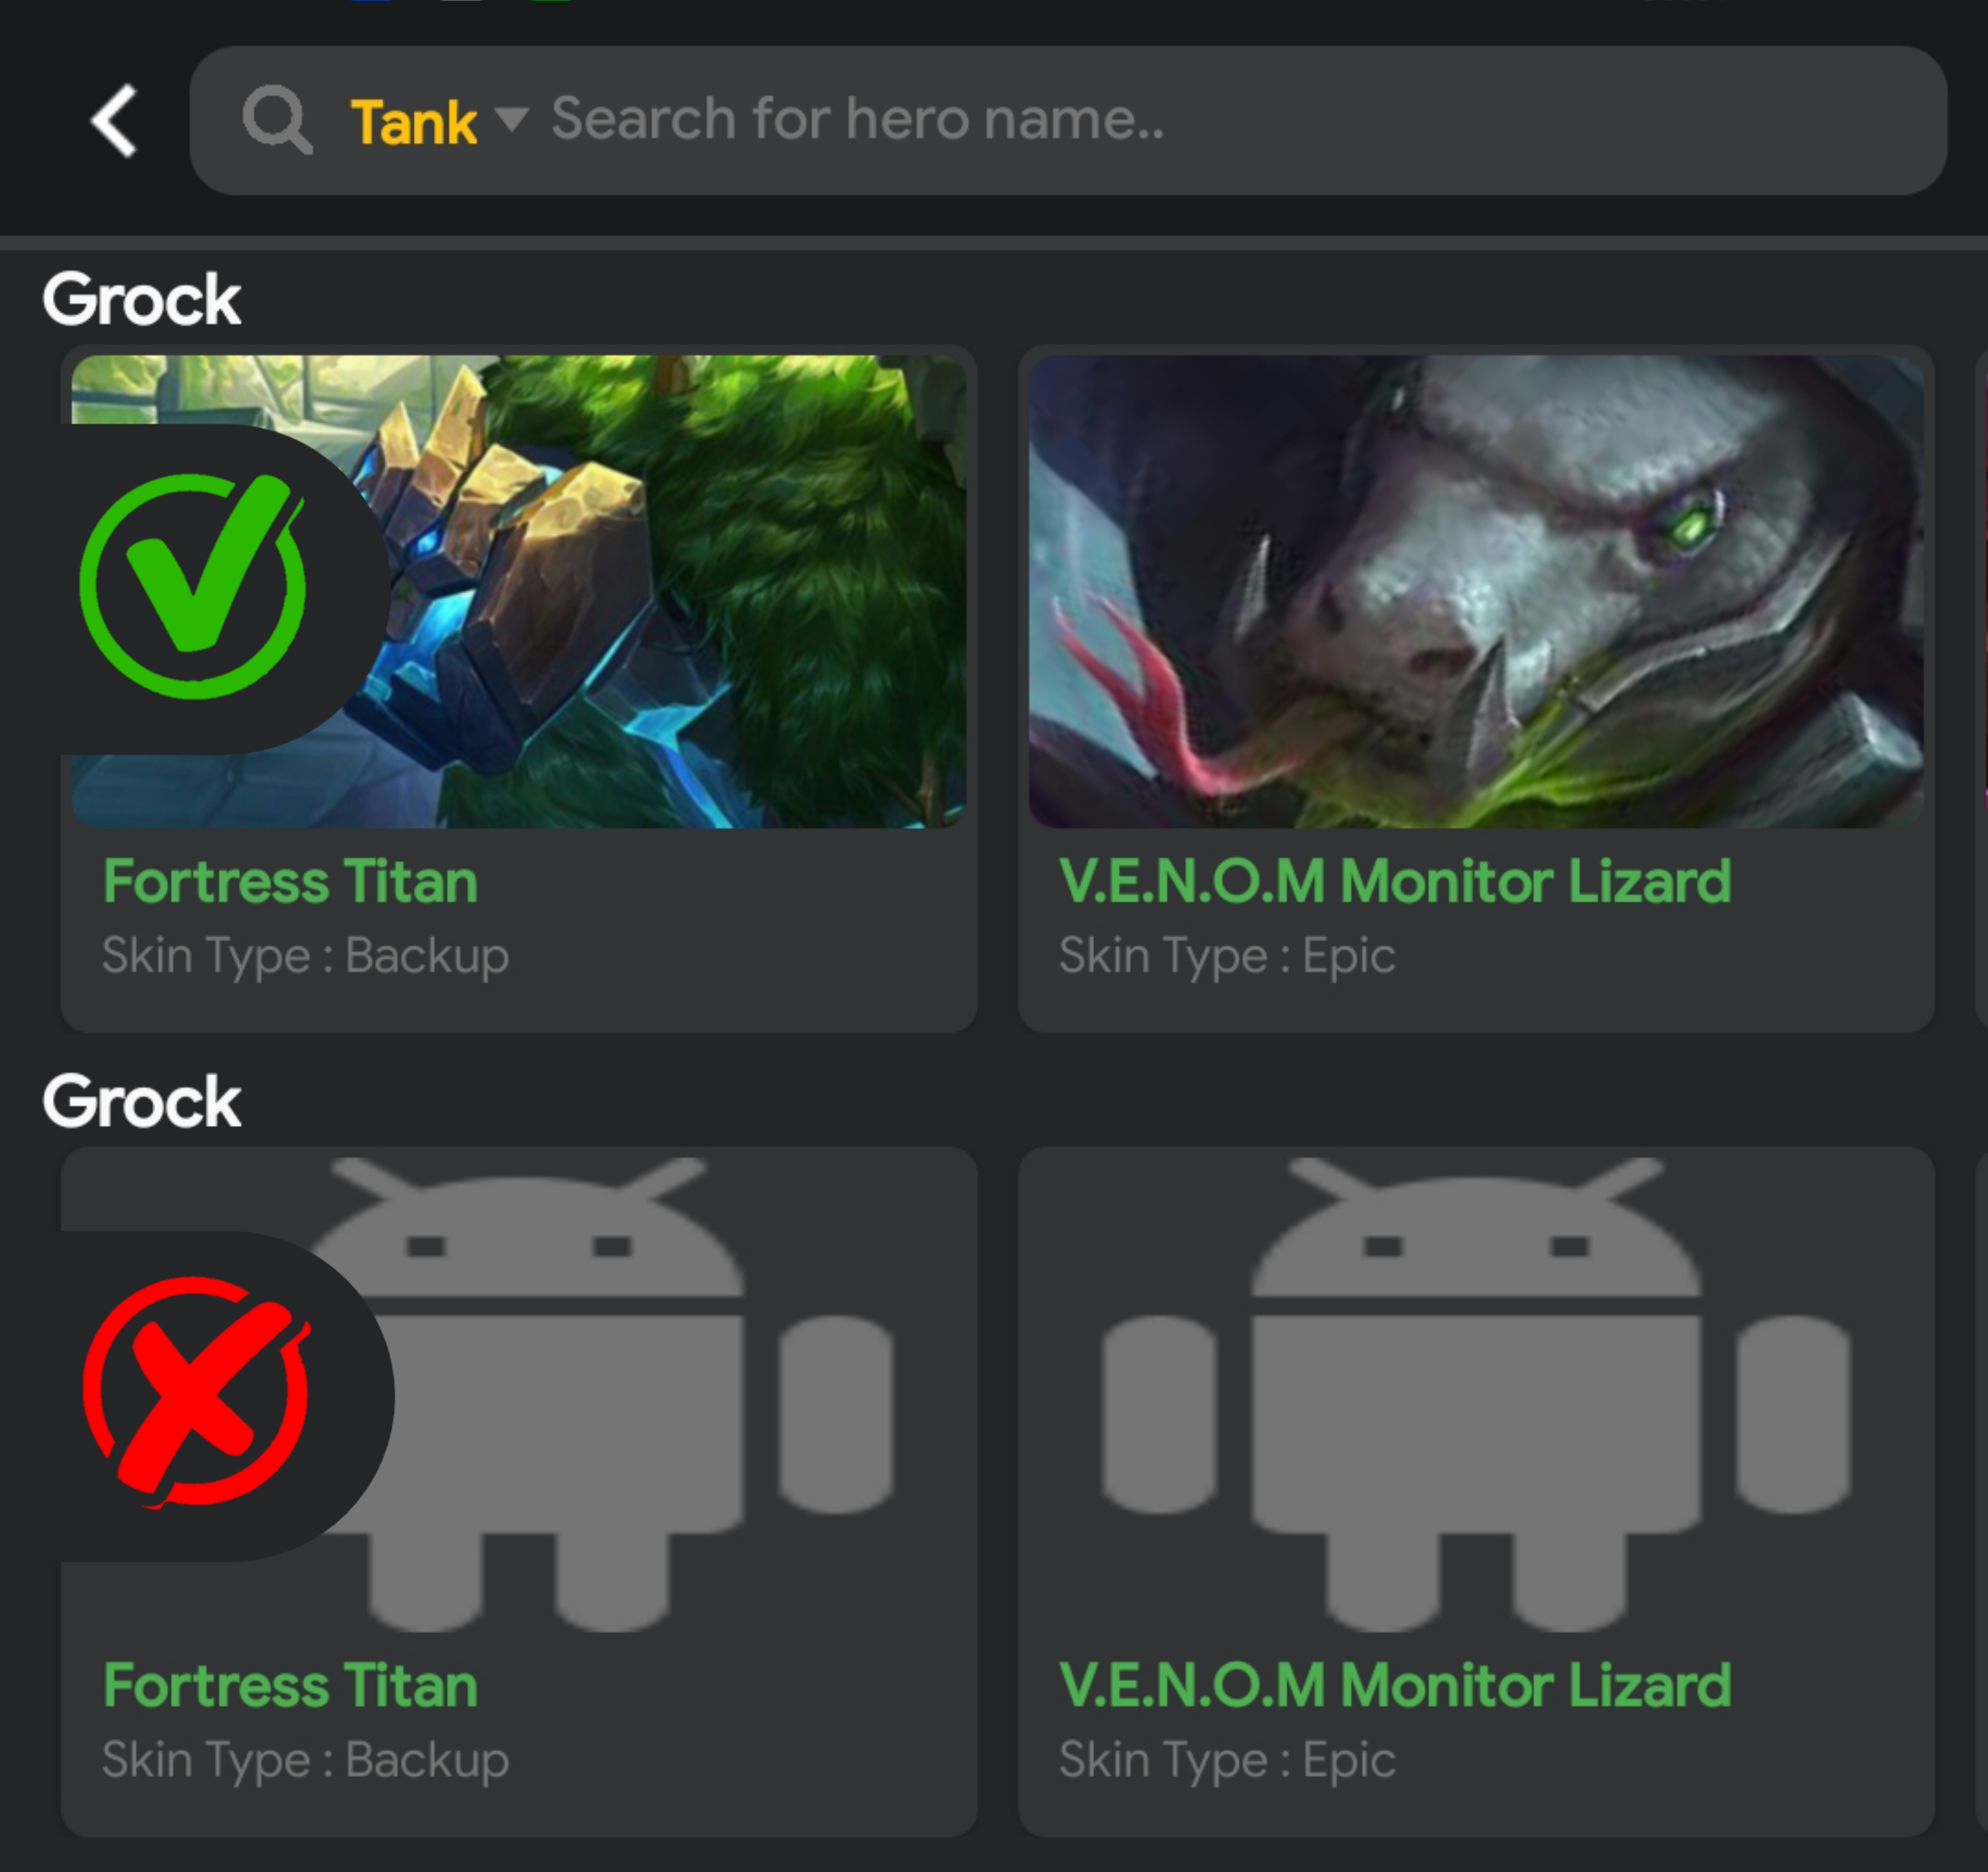 Tank Search for hero name..
Grock
Fortress Titan
Skin Type : Backup
V.E.N.O.M Monitor Lizard
Skin Type : Epic
Grock
Fortress Titan
Skin Type : Backup
V.E.N.O.M Monitor Lizard
Skin Type : Epic